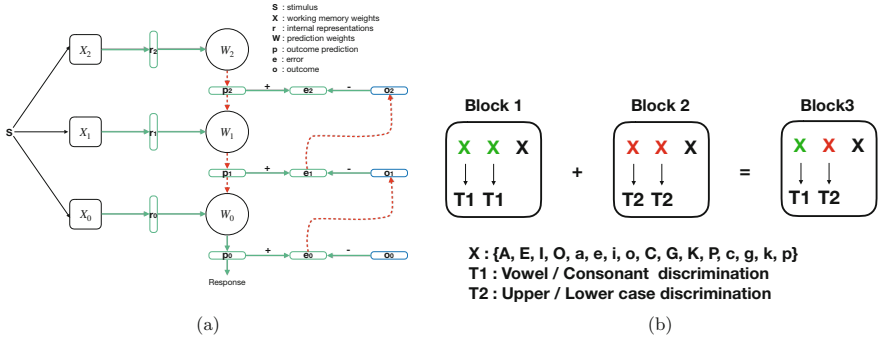 S : stimulus
X : working memory weights
r : internal representations
W : prediction weights
p : outcome prediction
e : error
o : outcome
X2
r2
W2
p2
+
e2
-
o2
S
X1
r1
W1
p1
+
e1
-
o1
X0
r0
W0
p0
+
e0
-
o0
Response
(a)
Block 1
Block 2
Block3
X X X
+
X X X
=
X X X
T1 T1
T2 T2
T1 T2
X : {A, E, I, O, a, e, i, o, C, G, K, P, c, g, k, p}
T1 : Vowel / Consonant discrimination
T2 : Upper / Lower case discrimination
(b)